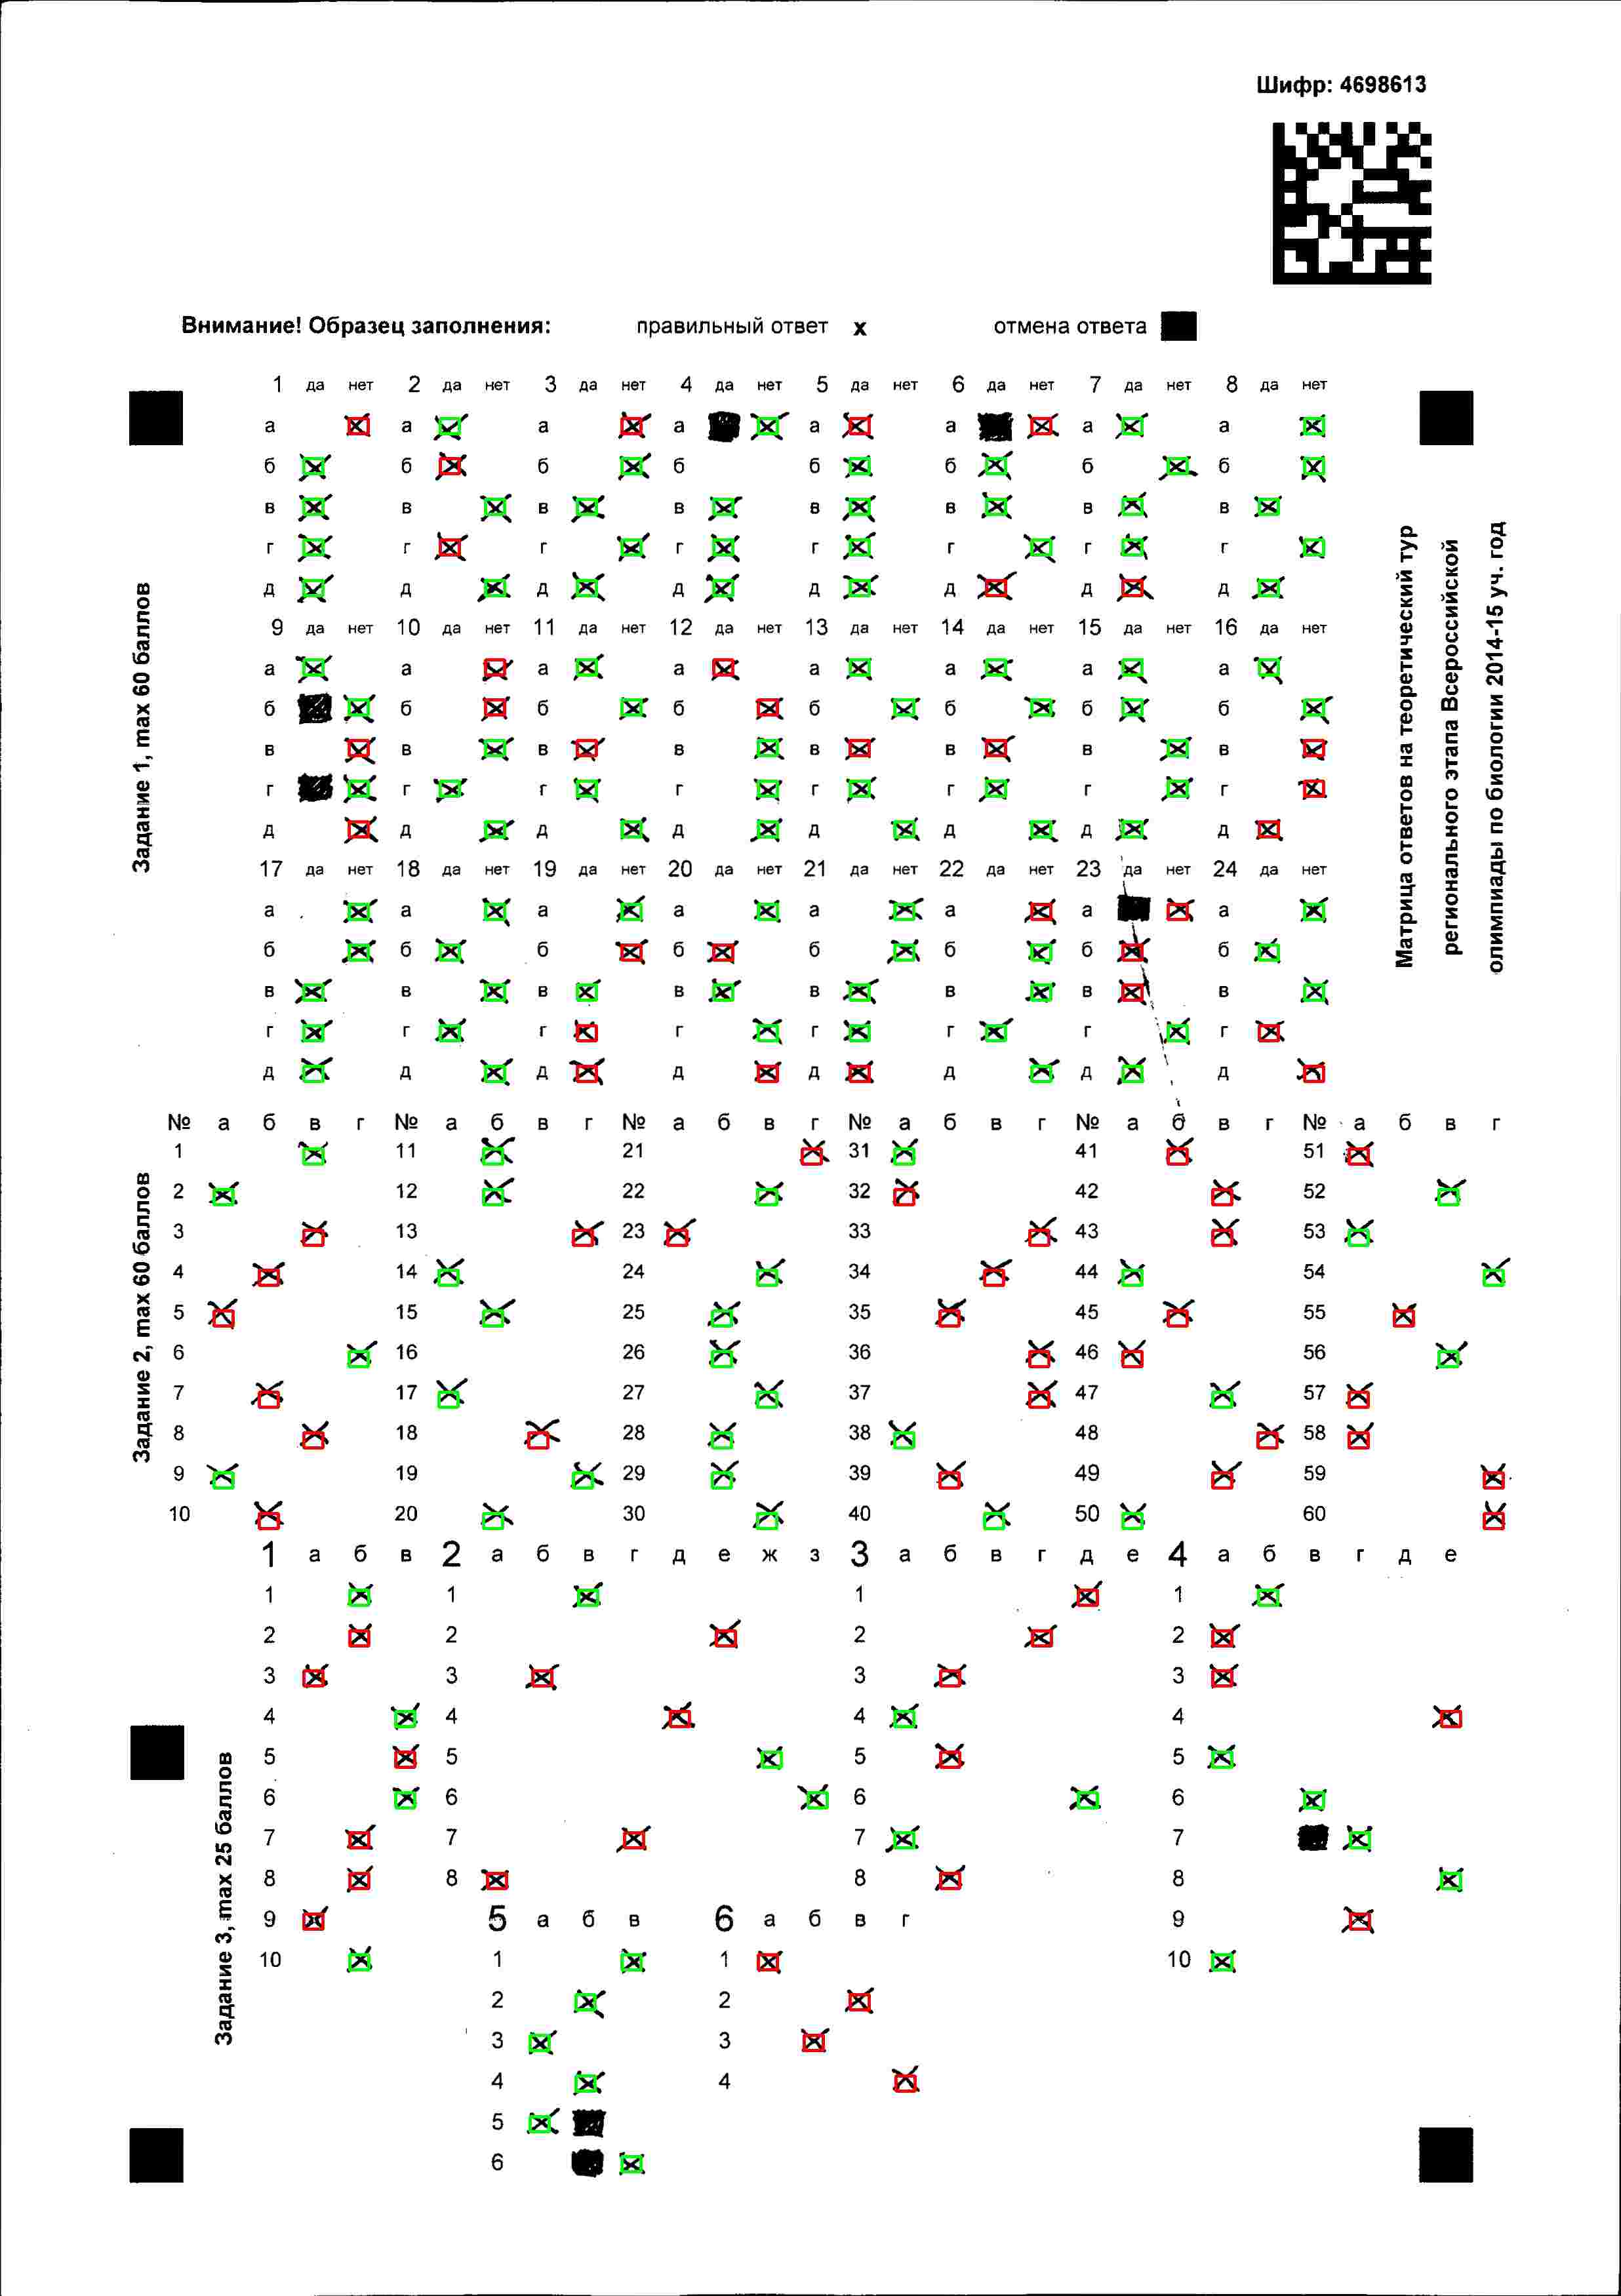 Шифр: 4698613
Внимание! Образец заполнения: правильный ответ х отмена ответа
1 да нет 2 да нет 3 да нет 4 да нет 5 да нет 6 да нет 7 да нет 8 да нет
а а а а а а а а
б б б б б б б б
в в в в в в в в
г г г г г г г г
д д д д д д д д
9 да нет 10 да нет 11 да нет 12 да нет 13 да нет 14 да нет 15 да нет 16 да нет
а а а а а а а а
б б б б б б б б
в в в в в в в в
г г г г г г г г
д д д д д д д д
17 да нет 18 да нет 19 да нет 20 да нет 21 да нет 22 да нет 23 да нет 24 да нет
а а а а а а а а
б б б б б б б б
в в в в в в в в
г г г г г г г г
д д д д д д д д
№ а б в г № а б в г № а б в г № а б в г № а б в г № а б в г
1 11 21 31 41 51
2 12 22 32 42 52
3 13 23 33 43 53
4 14 24 34 44 54
5 15 25 35 45 55
6 16 26 36 46 56
7 17 27 37 47 57
8 18 28 38 48 58
9 19 29 39 49 59
10 20 30 40 50 60
1 а б в 2 а б в г д е ж з 3 а б в г д е 4 а б в г д е
1 1 1 1
2 2 2 2
3 3 3 3
4 4 4 4
5 5 5 5
6 6 6 6
7 7 7 7
8 8 8 8
9 5 а б в 6 а б в г 9
10 1 1 10
2 2
3 3
4 4
5
6
Задание 1, max 60 баллов
Задание 2, max 60 баллов
Задание 3, max 25 баллов
Матрица ответов на теоретический тур
регионального этапа Всероссийской
олимпиады по биологии 2014-15 уч. год